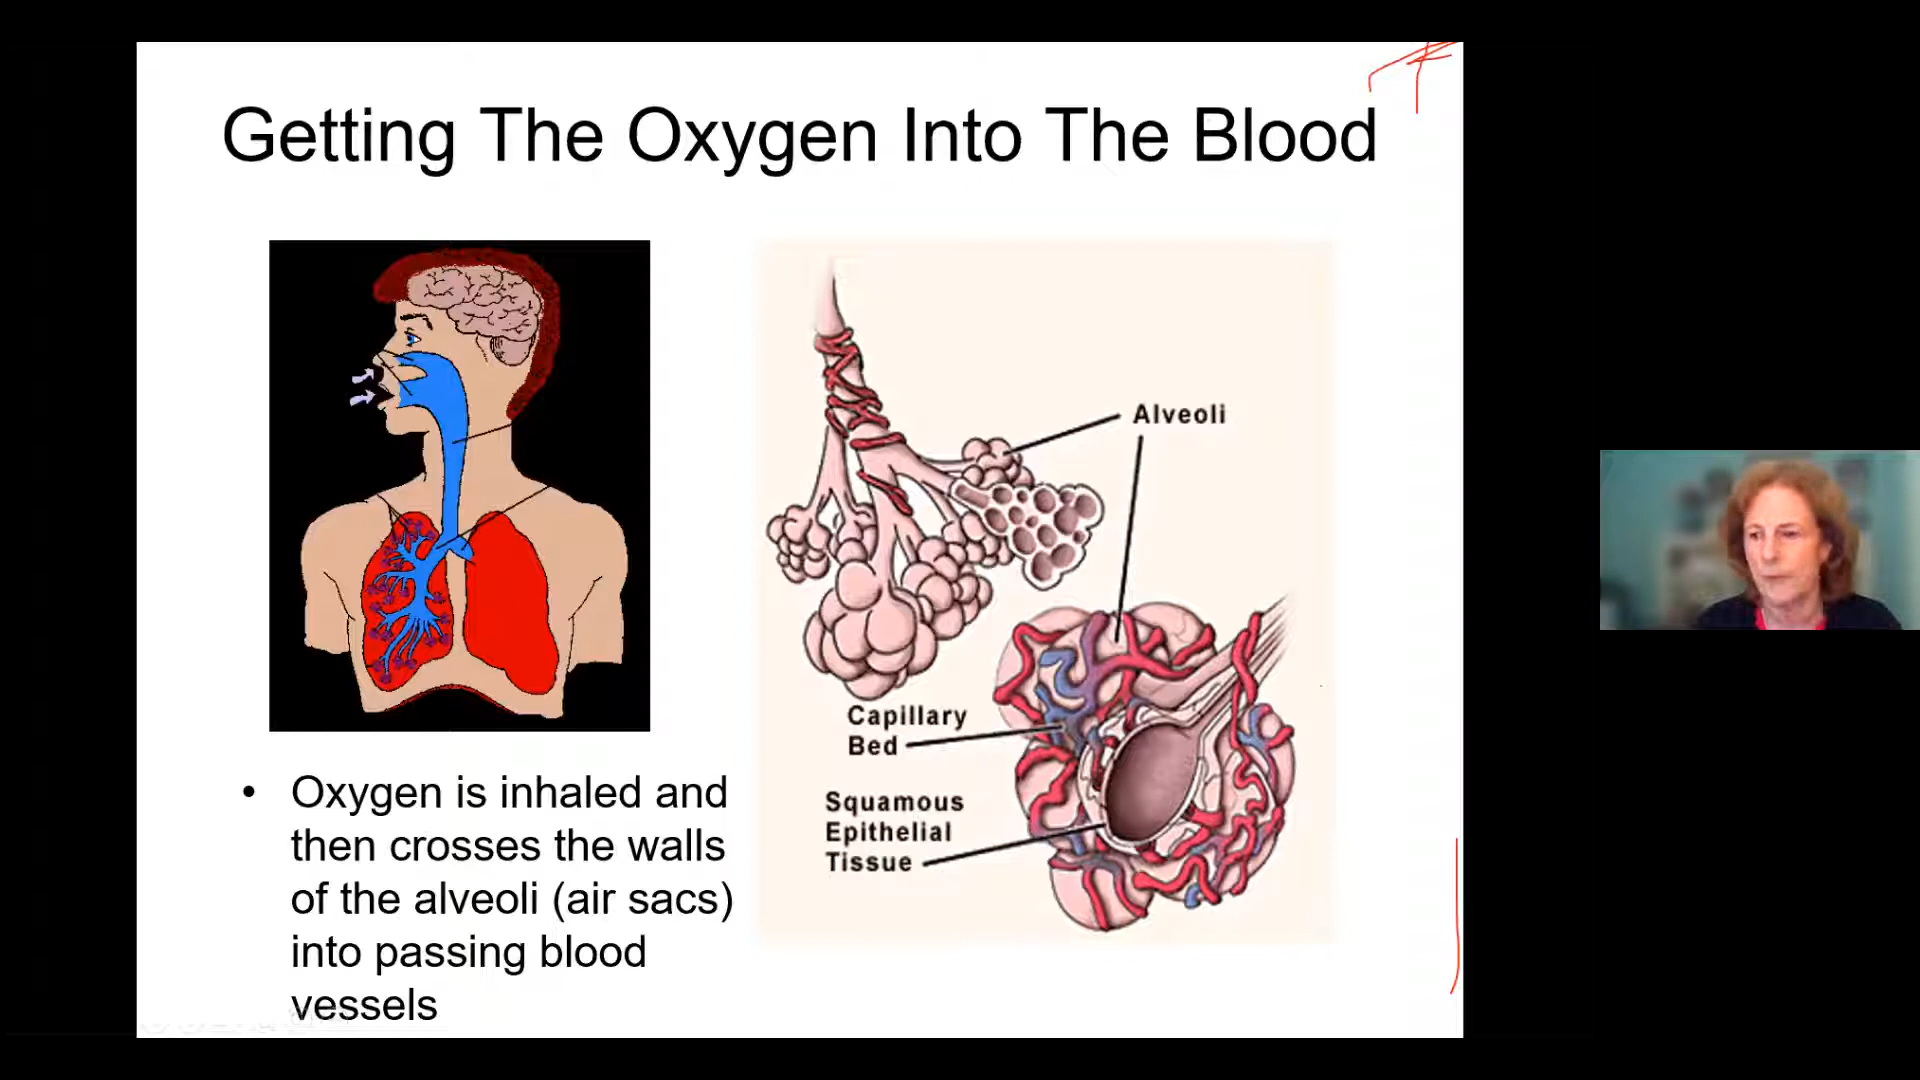 Getting The Oxygen Into The Blood
Alveoli
Capillary
Bed
Squamous
Epithelial
Tissue
• Oxygen is inhaled and
then crosses the walls
of the alveoli (air sacs)
into passing blood
vessels